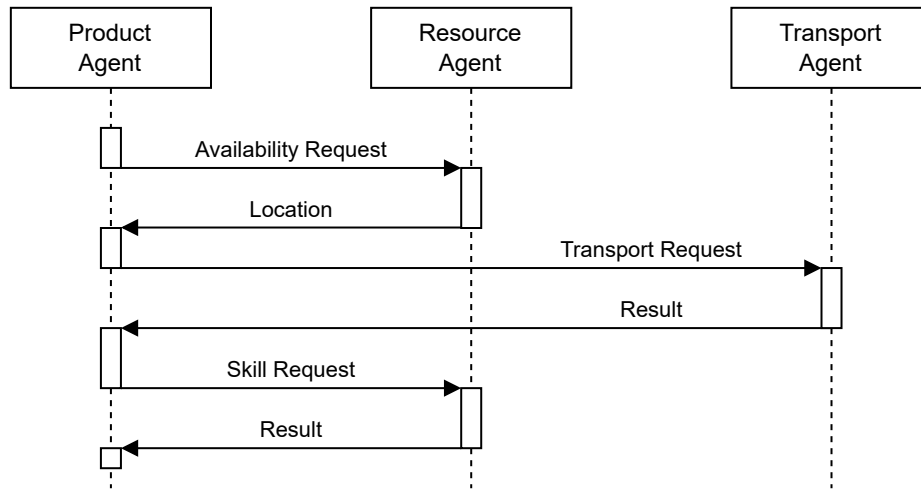 Product
Agent
Resource
Agent
Transport
Agent
Availability Request
Location
Transport Request
Result
Skill Request
Result